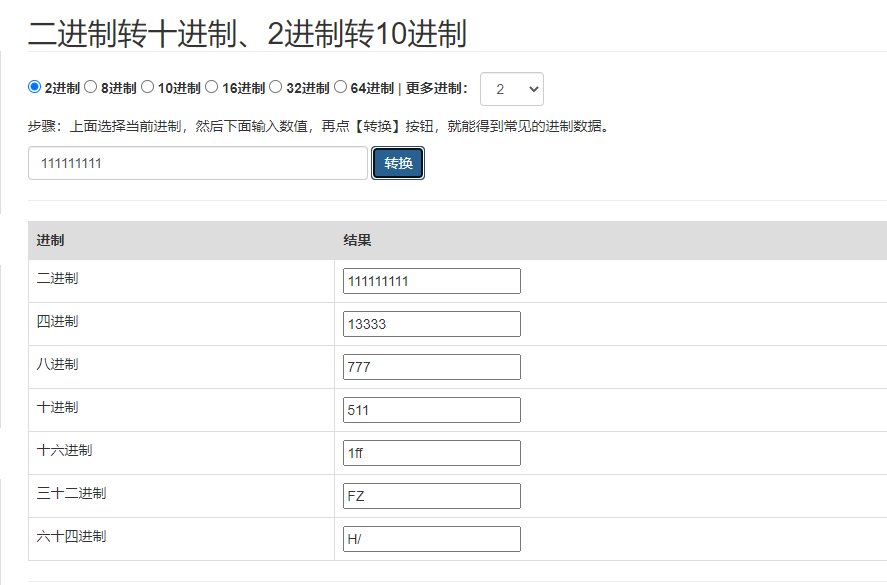 二进制转十进制、2进制转10进制
2进制 8进制 10进制 16进制 32进制 64进制 | 更多进制： 2
步骤：上面选择当前进制，然后下面输入数值，再点【转换】按钮，就能得到常见的进制数据。
111111111 转换
进制 结果
二进制 111111111
四进制 13333
八进制 777
十进制 511
十六进制 1ff
三十二进制 FZ
六十四进制 H/